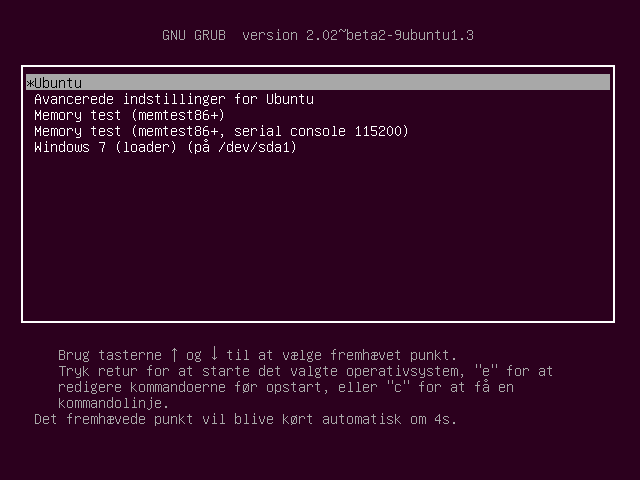 GNU GRUB  version 2.02~beta2-9ubuntu1.3
*Ubuntu
Avancerede indstillinger for Ubuntu
Memory test (memtest86+)
Memory test (memtest86+, serial console 115200)
Windows 7 (loader) (på /dev/sda1)
Brug tasterne ↑ og ↓ til at vælge fremhævet punkt.
Tryk retur for at starte det valgte operativsystem, "e" for at
redigere kommandoerne før opstart, eller "c" for at få en
kommandolinje.
Det fremhævede punkt vil blive kørt automatisk om 4s.